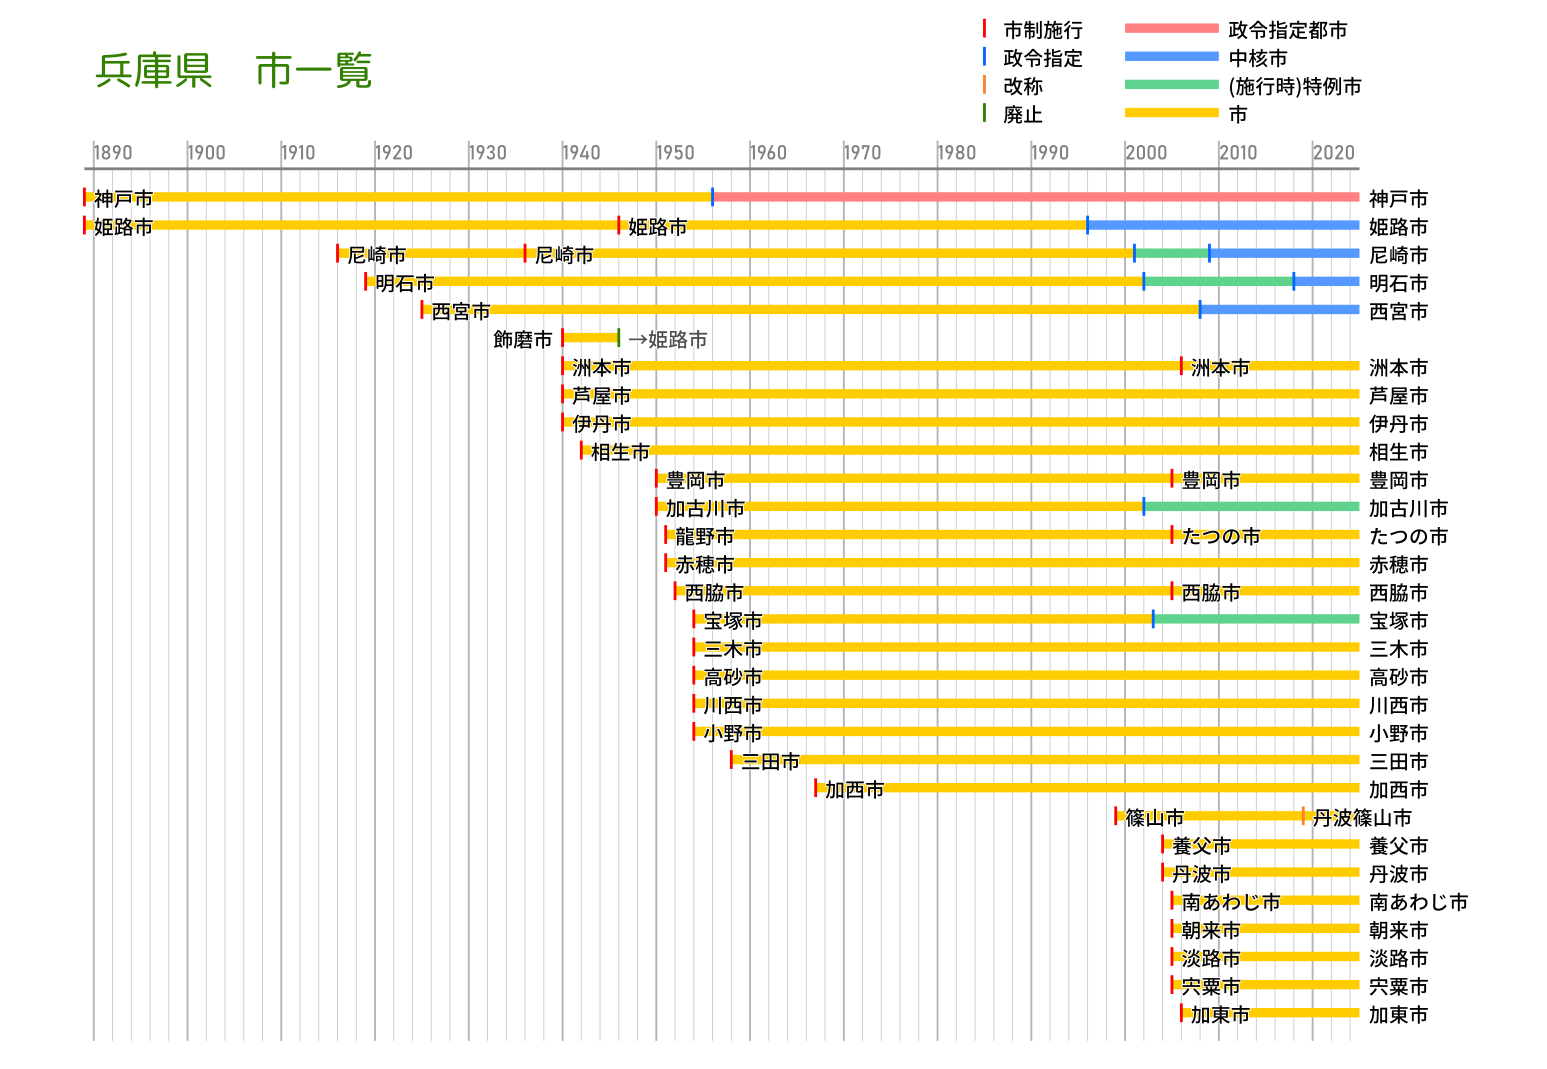 兵庫県 市一覧
市制施行 政令指定都市
政令指定 中核市
改称 (施行時)特例市
廃止 市
1890 1900 1910 1920 1930 1940 1950 1960 1970 1980 1990 2000 2010 2020
神戸市 神戸市
姫路市 姫路市 姫路市
尼崎市 尼崎市 尼崎市
明石市 明石市
西宮市 西宮市
飾磨市 →姫路市
洲本市 洲本市 洲本市
芦屋市 芦屋市
伊丹市 伊丹市
相生市 相生市
豊岡市 豊岡市 豊岡市
加古川市 加古川市
龍野市 たつの市 たつの市
赤穂市 赤穂市
西脇市 西脇市 西脇市
宝塚市 宝塚市
三木市 三木市
高砂市 高砂市
川西市 川西市
小野市 小野市
三田市 三田市
加西市 加西市
篠山市 丹波篠山市
養父市 養父市
丹波市 丹波市
南あわじ市 南あわじ市
朝来市 朝来市
淡路市 淡路市
宍粟市 宍粟市
加東市 加東市